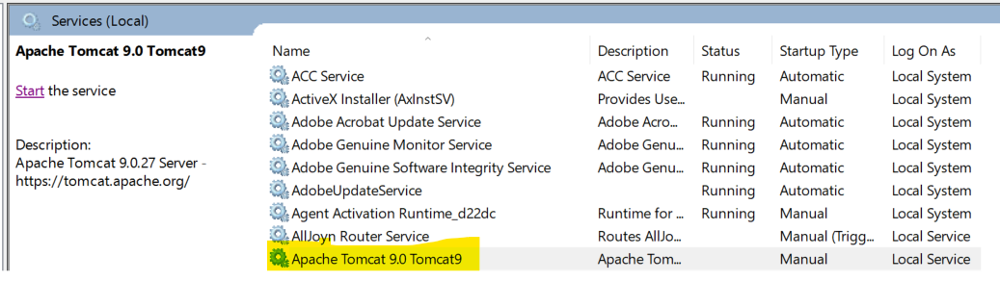 Services (Local)
Apache Tomcat 9.0 Tomcat9
Start the service
Description:
Apache Tomcat 9.0.27 Server -
https://tomcat.apache.org/
Name Description Status Startup Type Log On As
ACC Service ACC Service Running Automatic Local System
ActiveX Installer (AxInstSV) Provides Use... Manual Local System
Adobe Acrobat Update Service Adobe Acro... Running Automatic Local System
Adobe Genuine Monitor Service Adobe Genu... Running Automatic Local System
Adobe Genuine Software Integrity Service Adobe Genu... Running Automatic Local System
AdobeUpdateService Running Automatic Local System
Agent Activation Runtime_d22dc Runtime for ... Running Manual Local System
AllJoyn Router Service Routes AllJo... Manual (Trigg... Local Service
Apache Tomcat 9.0 Tomcat9 Apache Tom... Manual Local Service